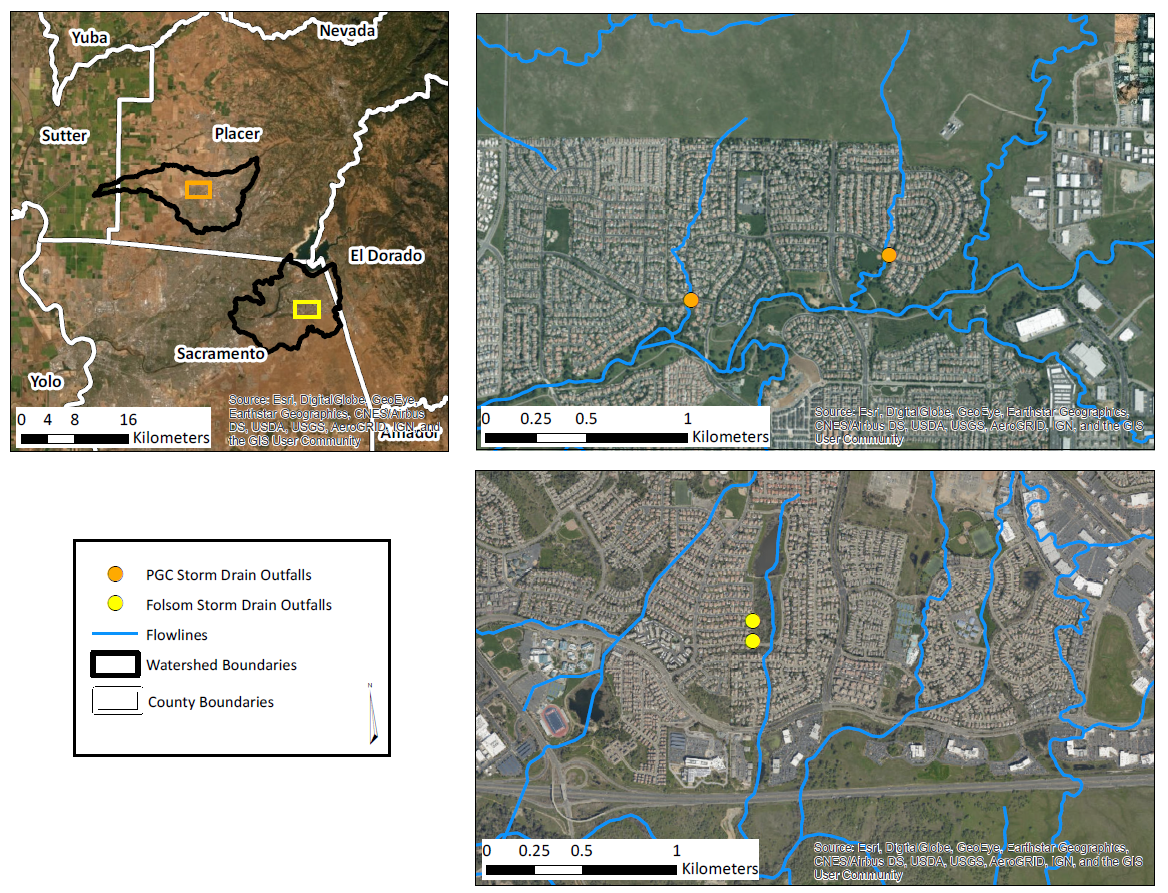 Yuba
Nevada
Sutter
Placer
El Dorado
Sacramento
Yolo
Amador
0 4 8 16
Kilometers
Source: Esri, DigitalGlobe, GeoEye,
Earthstar Geographics, CNES/Airbus
DS, USDA, USGS, AeroGRID, IGN, and
the GIS User Community
0 0.25 0.5 1
Kilometers
Source: Esri, DigitalGlobe, GeoEye, Earthstar Geographics,
CNES/Airbus DS, USDA, USGS, AeroGRID, IGN, and the GIS
User Community
PGC Storm Drain Outfalls
Folsom Storm Drain Outfalls
Flowlines
Watershed Boundaries
County Boundaries
N
0 0.25 0.5 1
Kilometers
Source: Esri, DigitalGlobe, GeoEye, Earthstar Geographics,
CNES/Airbus DS, USDA, USGS, AeroGRID, IGN, and the GIS
User Community